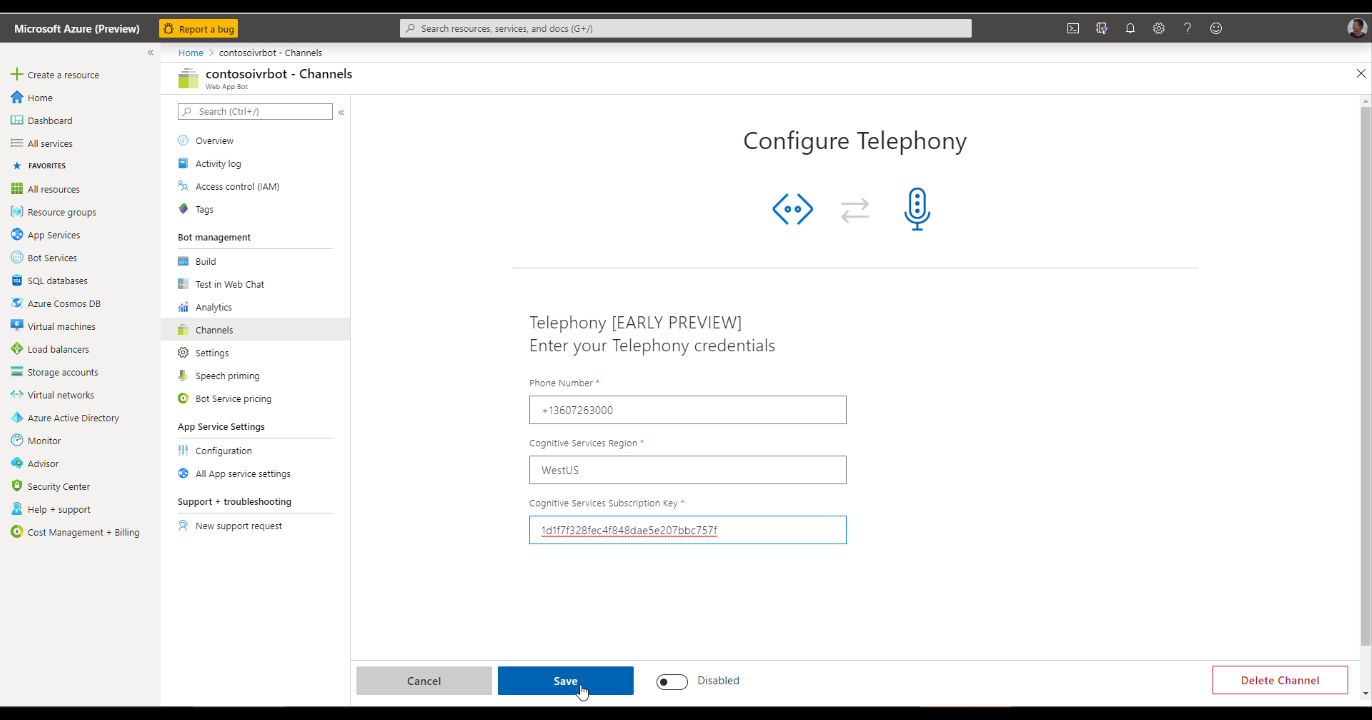 Microsoft Azure (Preview)
Report a bug
Search resources, services, and docs (G+/)
Home > contosoivrbot - Channels
contosoivrbot - Channels
Web App Bot
Create a resource
Home
Dashboard
All services
FAVORITES
All resources
Resource groups
App Services
Bot Services
SQL databases
Azure Cosmos DB
Virtual machines
Load balancers
Storage accounts
Virtual networks
Azure Active Directory
Monitor
Advisor
Security Center
Help + support
Cost Management + Billing
Search (Ctrl+/)
Overview
Activity log
Access control (IAM)
Tags
Bot management
Build
Test in Web Chat
Analytics
Channels
Settings
Speech priming
Bot Service pricing
App Service Settings
Configuration
All App service settings
Support + troubleshooting
New support request
Configure Telephony
Telephony [EARLY PREVIEW]
Enter your Telephony credentials
Phone Number *
+13607263000
Cognitive Services Region *
WestUS
Cognitive Services Subscription Key *
1d1f7f328fec4f848dae5e207bbc757f
Cancel
Save
Disabled
Delete Channel